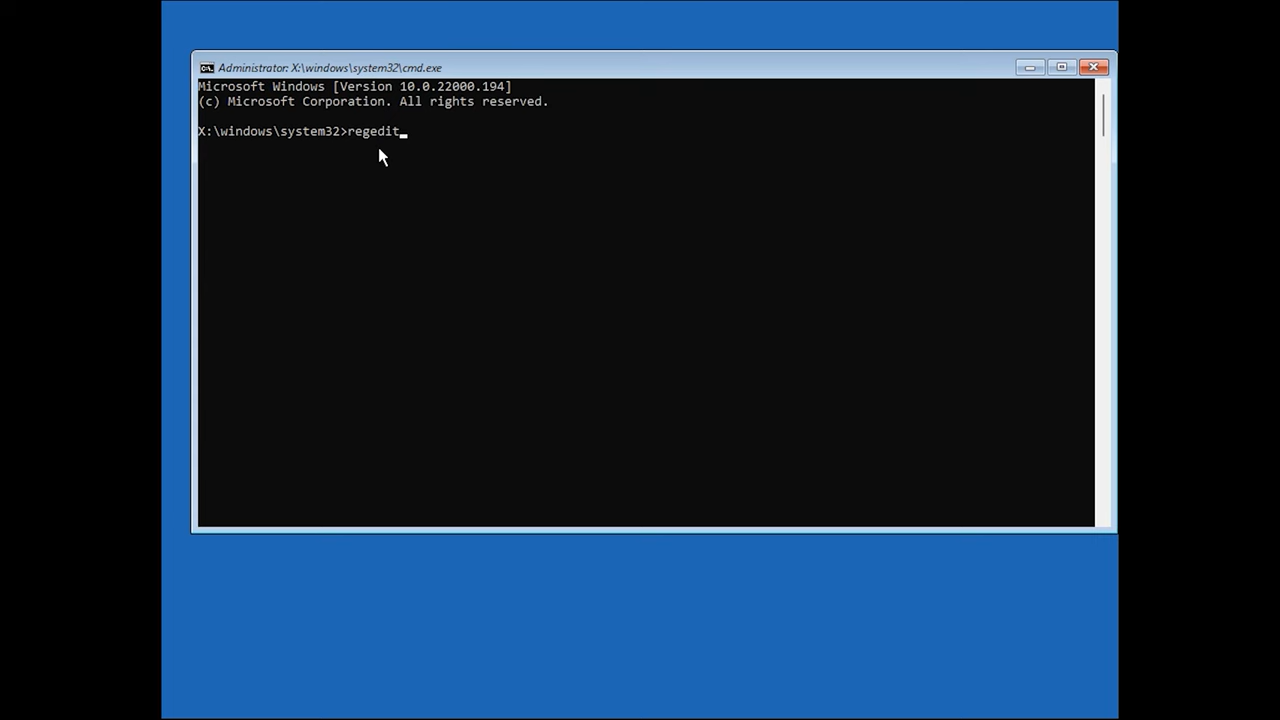 Administrator: X:\windows\system32\cmd.exe
Microsoft Windows [Version 10.0.22000.194]
(c) Microsoft Corporation. All rights reserved.
X:\windows\system32>regedit